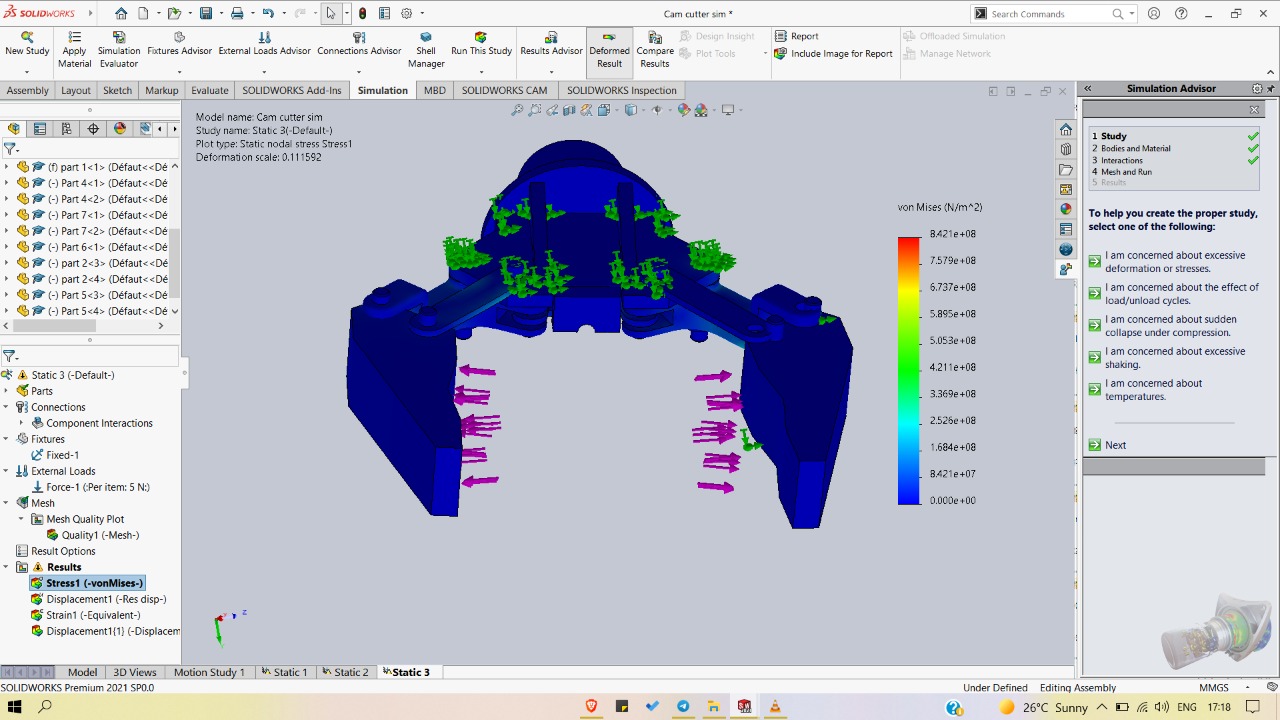 SOLIDWORKS
Cam cutter sim *
Search Commands
New Study
Apply Material
Simulation Evaluator
Fixtures Advisor
External Loads Advisor
Connections Advisor
Shell Manager
Run This Study
Results Advisor
Deformed Result
Compare Results
Design Insight
Plot Tools
Report
Include Image for Report
Offloaded Simulation
Manage Network
Assembly
Layout
Sketch
Markup
Evaluate
SOLIDWORKS Add-Ins
Simulation
MBD
SOLIDWORKS CAM
SOLIDWORKS Inspection
(f) part 1<1> (Défaut<<Dé
(-) Part 4<1> (Défaut<<Dé
(-) Part 4<2> (Défaut<<Dé
(-) Part 7<1> (Défaut<<Dé
(-) Part 7<2> (Défaut<<Dé
(-) Part 6<1> (Défaut<<Dé
(-) part 2<3> (Défaut<<Dé
(-) part 2<4> (Défaut<<Dé
(-) Part 5<3> (Défaut<<Dé
(-) Part 5<4> (Défaut<<Dé
Static 3 (-Default-)
Parts
Connections
Component Interactions
Fixtures
Fixed-1
External Loads
Force-1 (:Per item: 5 N:)
Mesh
Mesh Quality Plot
Quality1 (-Mesh-)
Result Options
Results
Stress1 (-vonMises-)
Displacement1 (-Res disp-)
Strain1 (-Equivalent-)
Displacement1{1} (-Displacem
Model name: Cam cutter sim
Study name: Static 3(-Default-)
Plot type: Static nodal stress Stress1
Deformation scale: 0.111592
von Mises (N/m^2)
8.421e+08
7.579e+08
6.737e+08
5.895e+08
5.053e+08
4.211e+08
3.369e+08
2.526e+08
1.684e+08
8.421e+07
0.000e+00
z
Simulation Advisor
1 Study
2 Bodies and Material
3 Interactions
4 Mesh and Run
5 Results
To help you create the proper study,
select one of the following:
I am concerned about excessive
deformation or stresses.
I am concerned about the effect of
load/unload cycles.
I am concerned about sudden
collapse under compression.
I am concerned about excessive
shaking.
I am concerned about
temperatures.
Next
Model
3D Views
Motion Study 1
Static 1
Static 2
Static 3
SOLIDWORKS Premium 2021 SP0.0
Under Defined
Editing Assembly
MMGS
26°C Sunny
ENG
17:18